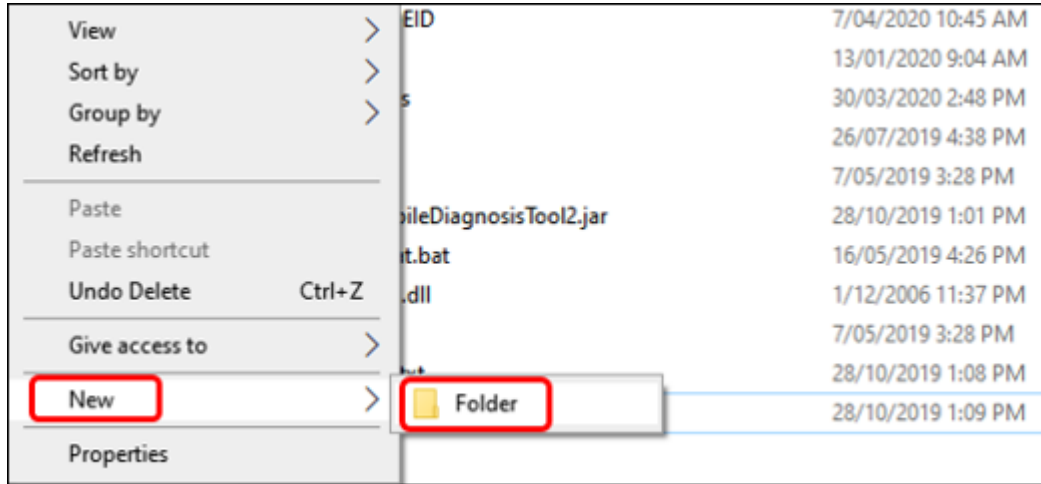 View
Sort by
Group by
Refresh
Paste
Paste shortcut
Undo Delete Ctrl+Z
Give access to
New
Properties
Folder
EID 7/04/2020 10:45 AM
13/01/2020 9:04 AM
s 30/03/2020 2:48 PM
26/07/2019 4:38 PM
7/05/2019 3:28 PM
ileDiagnosisTool2.jar 28/10/2019 1:01 PM
t.bat 16/05/2019 4:26 PM
.dll 1/12/2006 11:37 PM
7/05/2019 3:28 PM
28/10/2019 1:08 PM
28/10/2019 1:09 PM